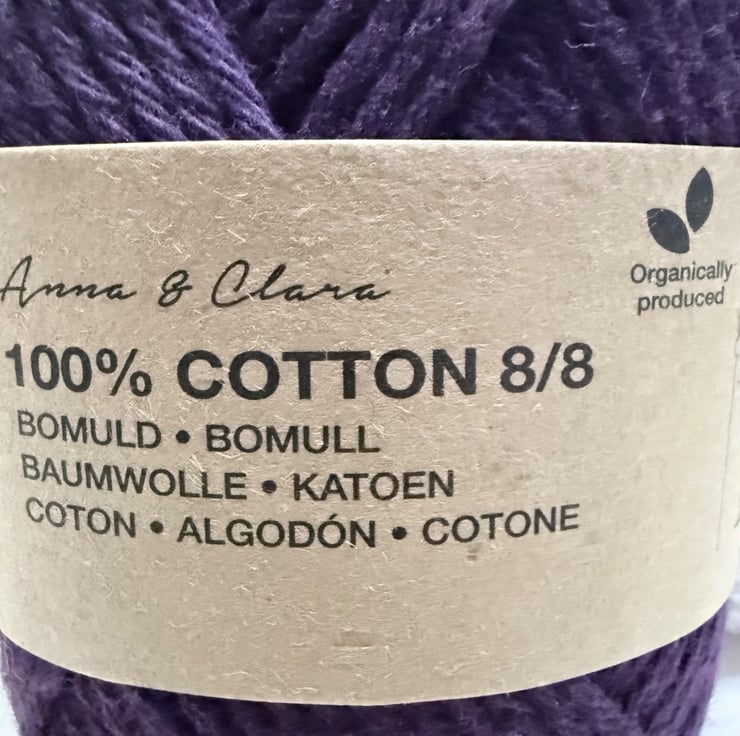 Anna & Clara
100% COTTON 8/8
BOMULD • BOMULL
BAUMWOLLE • KATOEN
COTON • ALGODÓN • COTONE
Organically
produced